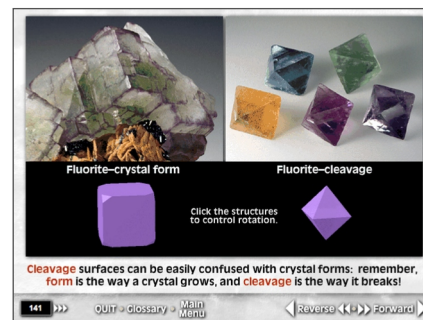 Fluorite–crystal form
Fluorite–cleavage
Click the structures
to control rotation.
Cleavage surfaces can be easily confused with crystal forms: remember,
form is the way a crystal grows, and cleavage is the way it breaks!
141
QUIT • Glossary • Main Menu
Reverse
Forward